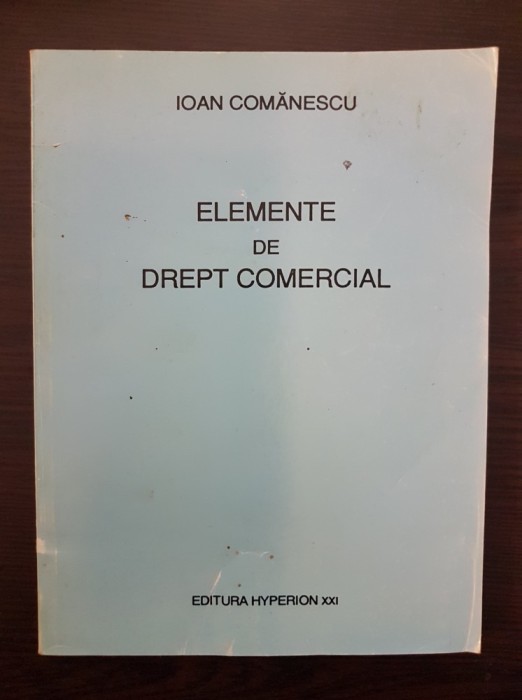 IOAN COMĂNESCU
ELEMENTE
DE
DREPT COMERCIAL
EDITURA HYPERION XXI